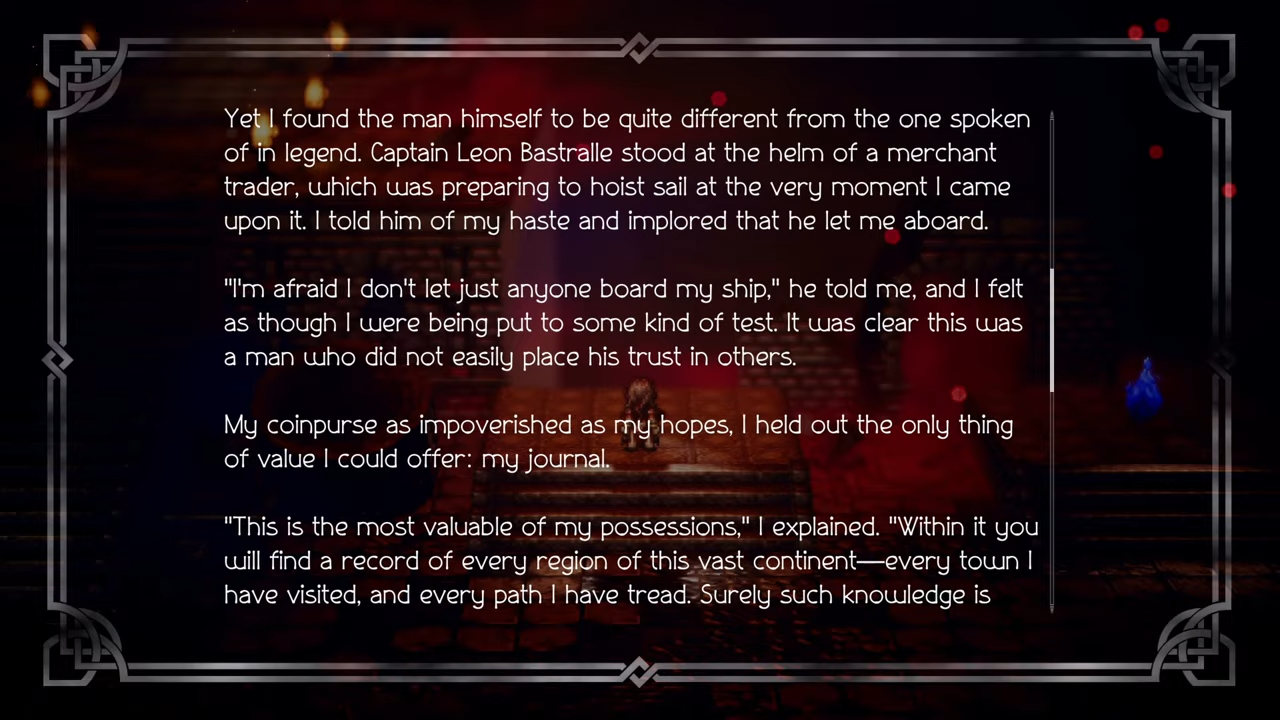 Yet I found the man himself to be quite different from the one spoken
of in legend. Captain Leon Bastralle stood at the helm of a merchant
trader, which was preparing to hoist sail at the very moment I came
upon it. I told him of my haste and implored that he let me aboard.
"I'm afraid I don't let just anyone board my ship," he told me, and I felt
as though I were being put to some kind of test. It was clear this was
a man who did not easily place his trust in others.
My coinpurse as impoverished as my hopes, I held out the only thing
of value I could offer: my journal.
"This is the most valuable of my possessions," I explained. "Within it you
will find a record of every region of this vast continent—every town I
have visited, and every path I have tread. Surely such knowledge is